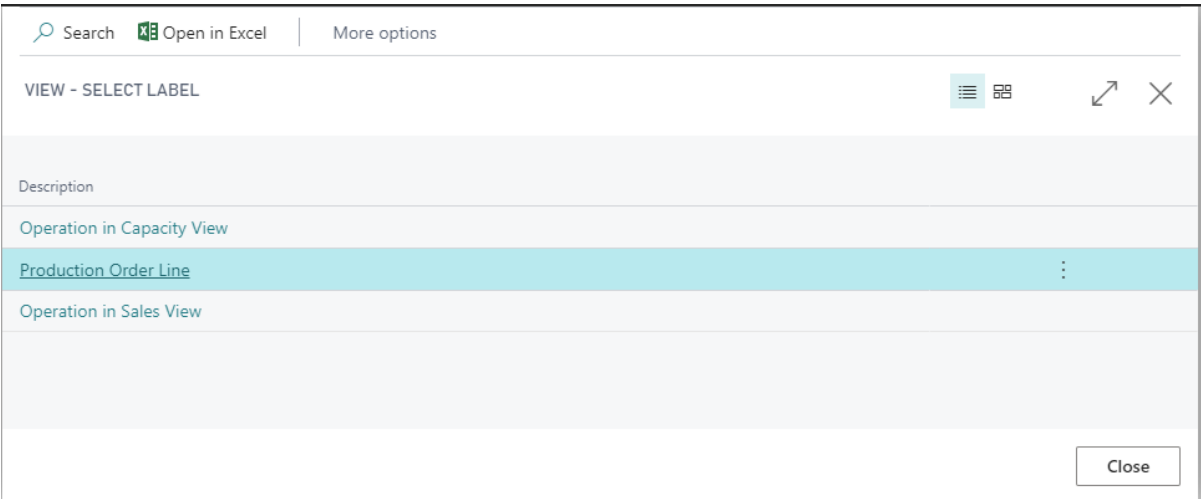 Search Open in Excel More options
VIEW - SELECT LABEL
Description
Operation in Capacity View
Production Order Line
Operation in Sales View
Close